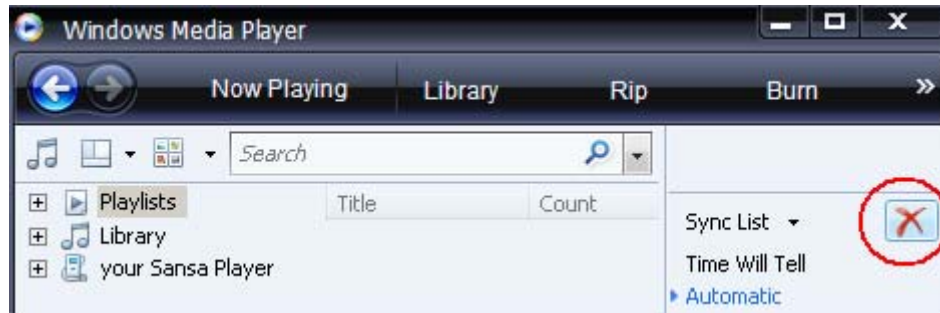 Windows Media Player
Now Playing Library Rip Burn »
Search
Playlists Title Count
Library
your Sansa Player
Sync List
Time Will Tell
Automatic